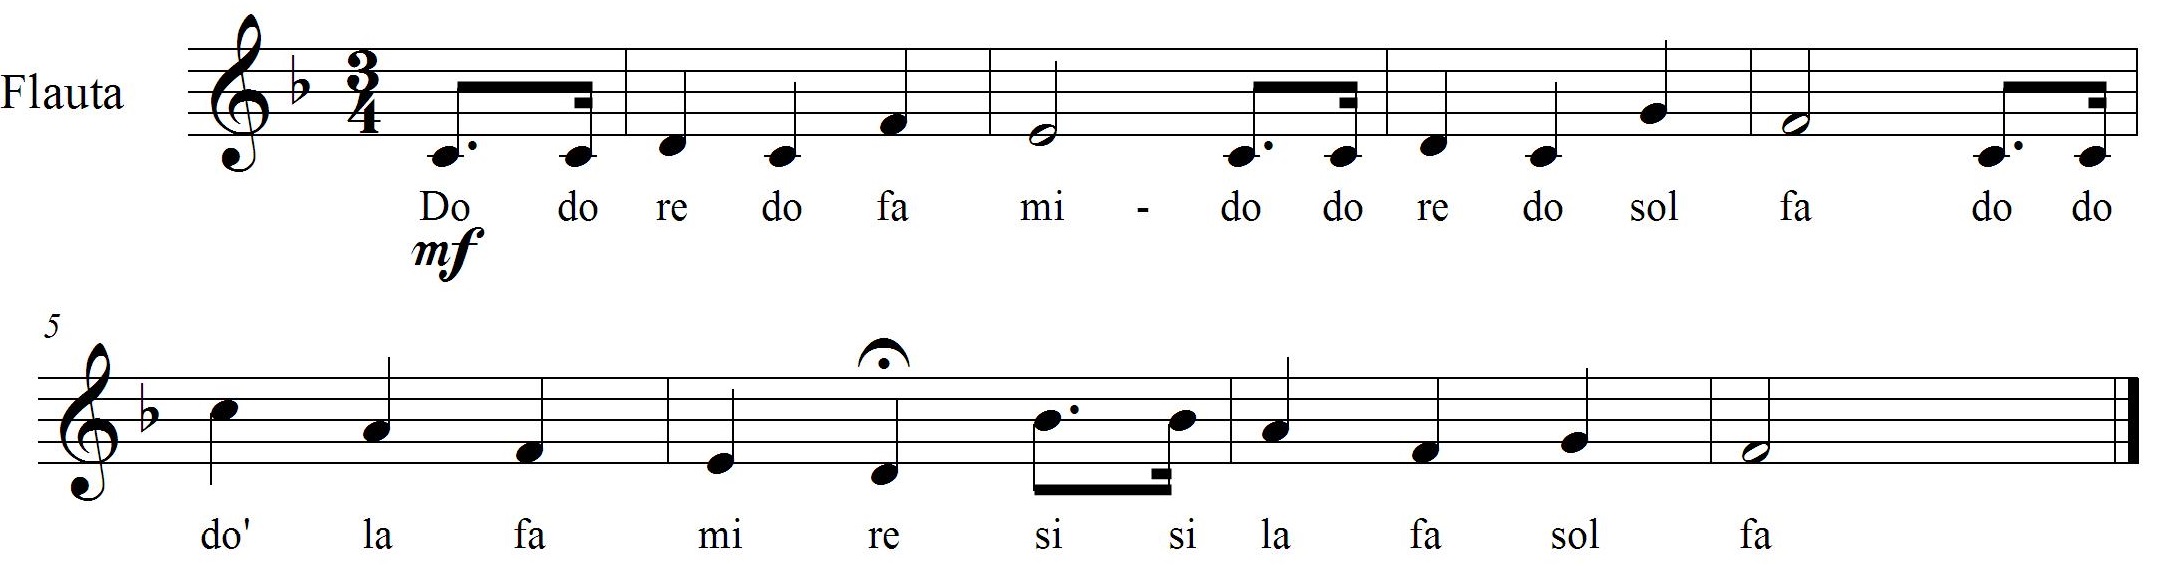 Flauta
3
4
Do do re do fa mi - do do re do sol fa do do
mf
5
do' la fa mi re si si la fa sol fa